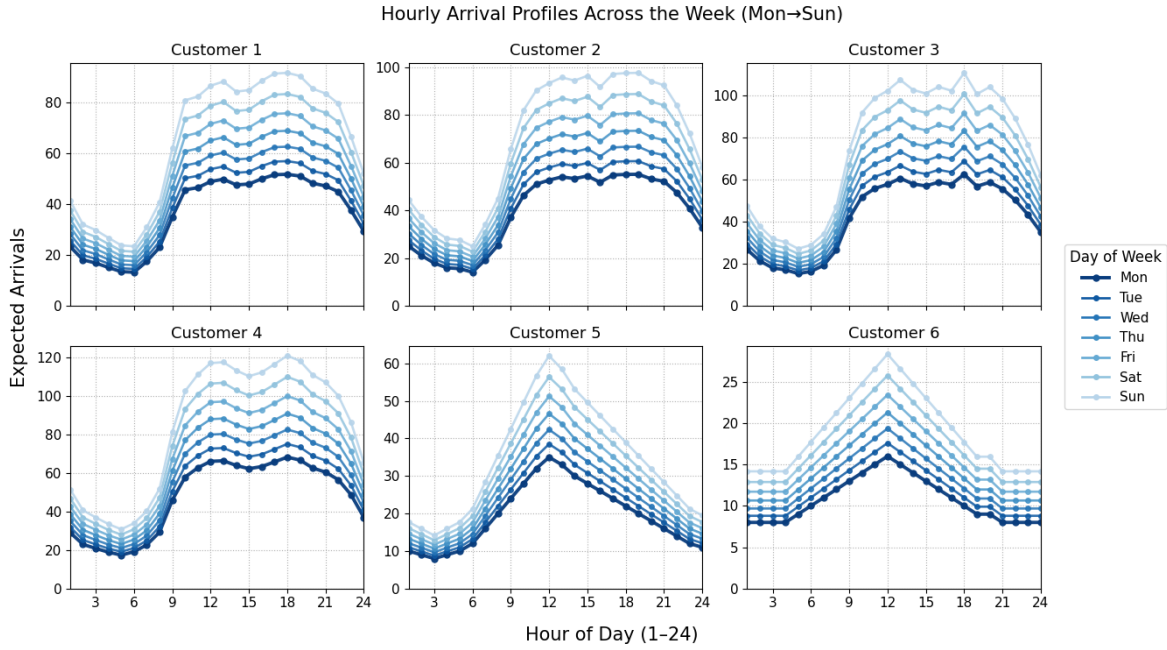 Hourly Arrival Profiles Across the Week (Mon→Sun)
Customer 1
Customer 2
Customer 3
80
60
40
20
0
100
80
60
40
20
0
100
80
60
40
20
0
Customer 4
Customer 5
Customer 6
120
100
80
60
40
20
0
60
50
40
30
20
10
0
25
20
15
10
5
0
3 6 9 12 15 18 21 24
3 6 9 12 15 18 21 24
3 6 9 12 15 18 21 24
Expected Arrivals
Hour of Day (1–24)
Day of Week
Mon
Tue
Wed
Thu
Fri
Sat
Sun